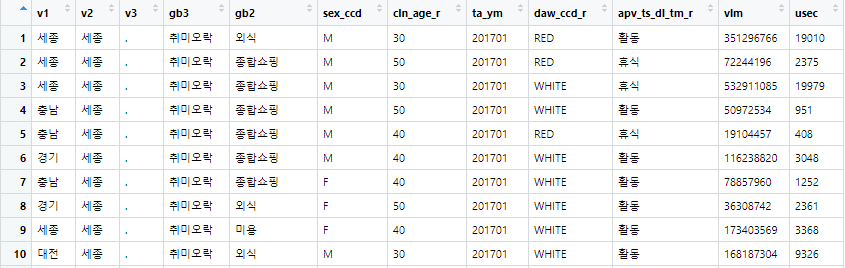 v1 v2 v3 gb3 gb2 sex_ccd cln_age_r ta_ym daw_ccd_r apv_ts_dl_tm_r vlm usec
1 세종 세종 . 취미오락 외식 M 30 201701 RED 활동 351296766 19010
2 세종 세종 . 취미오락 종합쇼핑 M 50 201701 RED 휴식 72244196 2375
3 세종 세종 . 취미오락 종합쇼핑 M 30 201701 WHITE 휴식 532911085 19979
4 충남 세종 . 취미오락 종합쇼핑 M 50 201701 WHITE 활동 50972534 951
5 충남 세종 . 취미오락 종합쇼핑 M 40 201701 RED 휴식 19104457 408
6 경기 세종 . 취미오락 종합쇼핑 M 40 201701 WHITE 활동 116238820 3048
7 충남 세종 . 취미오락 종합쇼핑 F 40 201701 WHITE 활동 78857960 1252
8 경기 세종 . 취미오락 외식 F 50 201701 WHITE 활동 36308742 2361
9 세종 세종 . 취미오락 미용 F 40 201701 WHITE 활동 173403569 3368
10 대전 세종 . 취미오락 외식 M 30 201701 WHITE 활동 168187304 9326